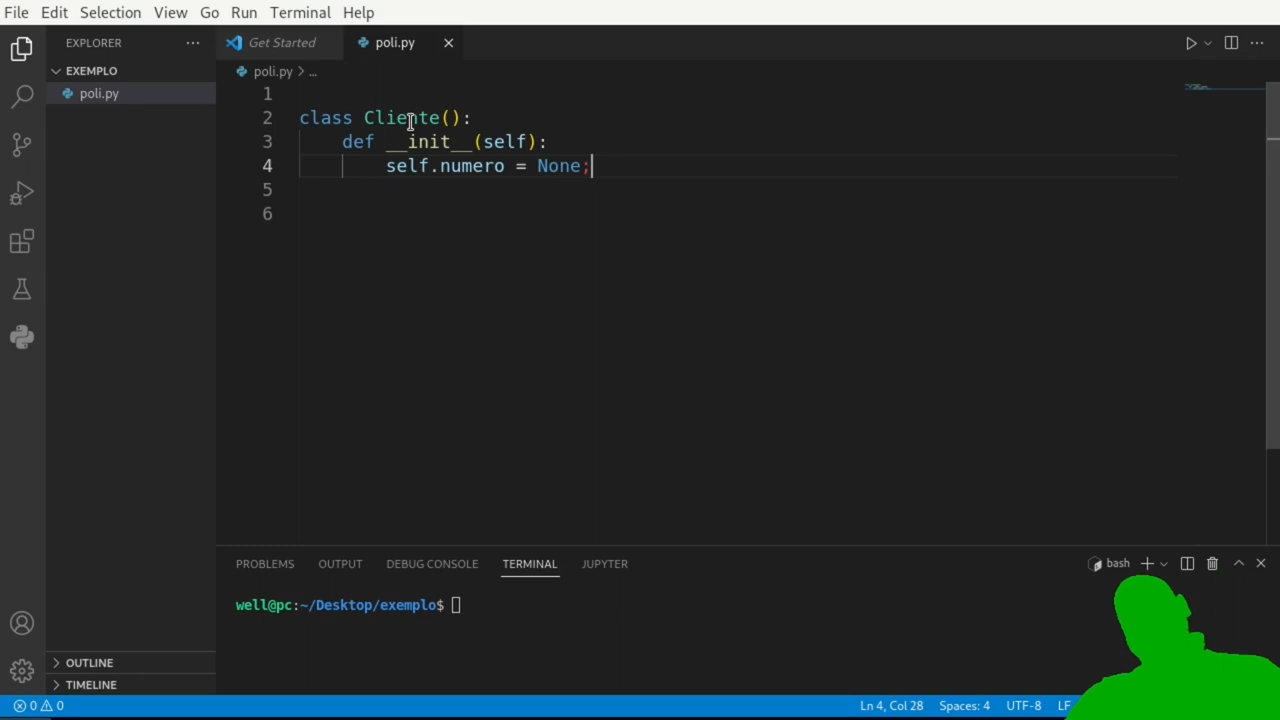 File Edit Selection View Go Run Terminal Help
EXPLORER
Get Started
poli.py
EXEMPLO
poli.py
poli.py > ...
1
2 class Cliente():
3 def __init__(self):
4 self.numero = None;
5
6
PROBLEMS OUTPUT DEBUG CONSOLE TERMINAL JUPYTER
bash
well@pc:~/Desktop/exemplo$
OUTLINE
TIMELINE
0 0
Ln 4, Col 28 Spaces: 4 UTF-8 LF